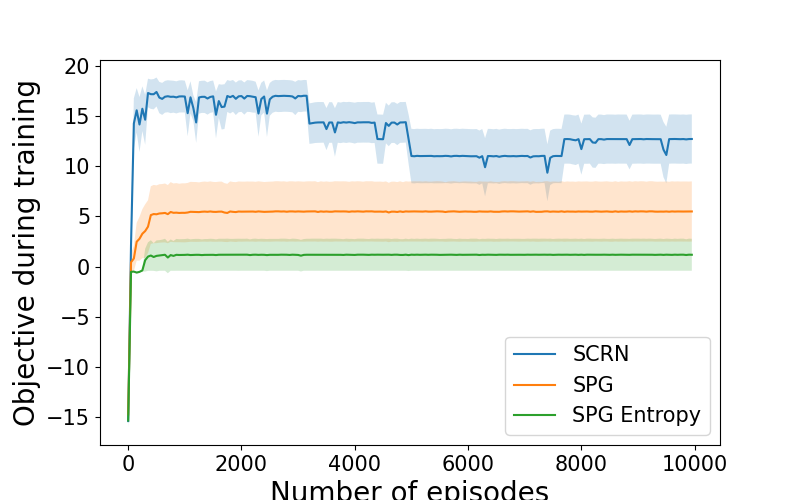 20
15
10
5
0
−5
−10
−15
Objective during training
SCRN
SPG
SPG Entropy
0 2000 4000 6000 8000 10000
Number of episodes